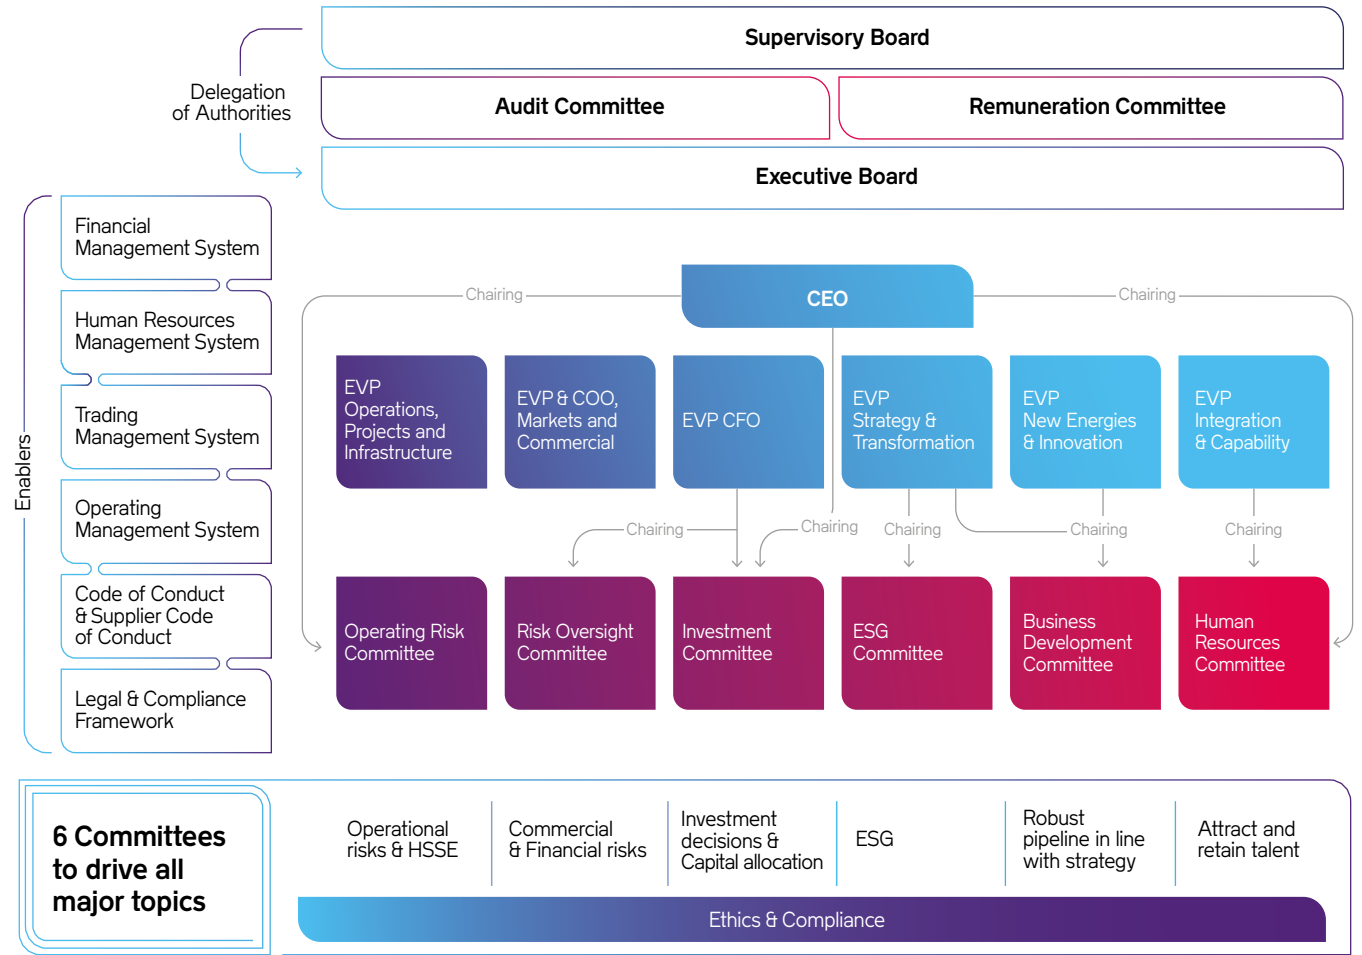 Supervisory Board
Delegation
of Authorities
Audit Committee
Remuneration Committee
Executive Board
Enablers
Financial
Management System
Human Resources
Management System
Trading
Management System
Operating
Management System
Code of Conduct
& Supplier Code
of Conduct
Legal & Compliance
Framework
Chairing
CEO
Chairing
EVP
Operations,
Projects and
Infrastructure
EVP & COO,
Markets and
Commercial
EVP CFO
EVP
Strategy &
Transformation
EVP
New Energies
& Innovation
EVP
Integration
& Capability
Chairing
Chairing
Chairing
Chairing
Chairing
Operating Risk
Committee
Risk Oversight
Committee
Investment
Committee
ESG
Committee
Business
Development
Committee
Human
Resources
Committee
6 Committees
to drive all
major topics
Operational
risks & HSSE
Commercial
& Financial risks
Investment
decisions &
Capital allocation
ESG
Robust
pipeline in line
with strategy
Attract and
retain talent
Ethics & Compliance